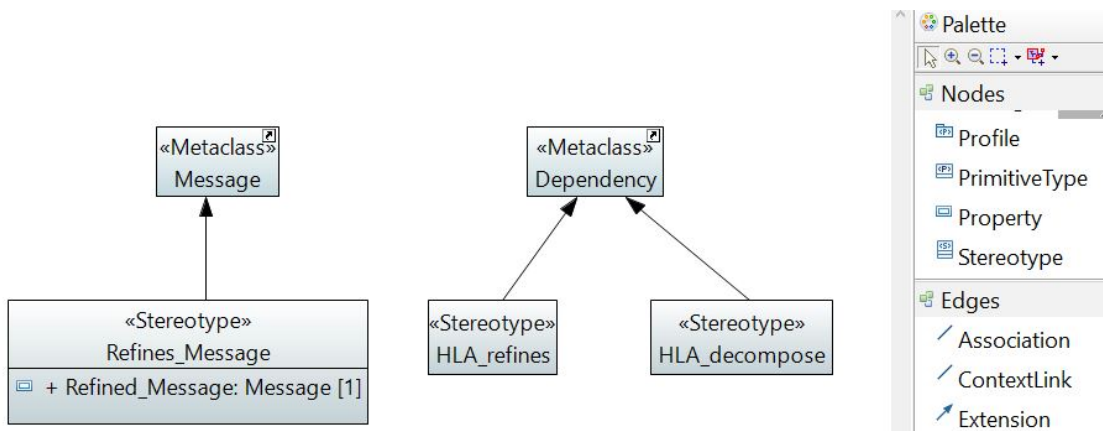 «Metaclass»
Message
«Metaclass»
Dependency
«Stereotype»
Refines_Message
+ Refined_Message: Message [1]
«Stereotype»
HLA_refines
«Stereotype»
HLA_decompose
Palette
Nodes
Profile
PrimitiveType
Property
Stereotype
Edges
Association
ContextLink
Extension